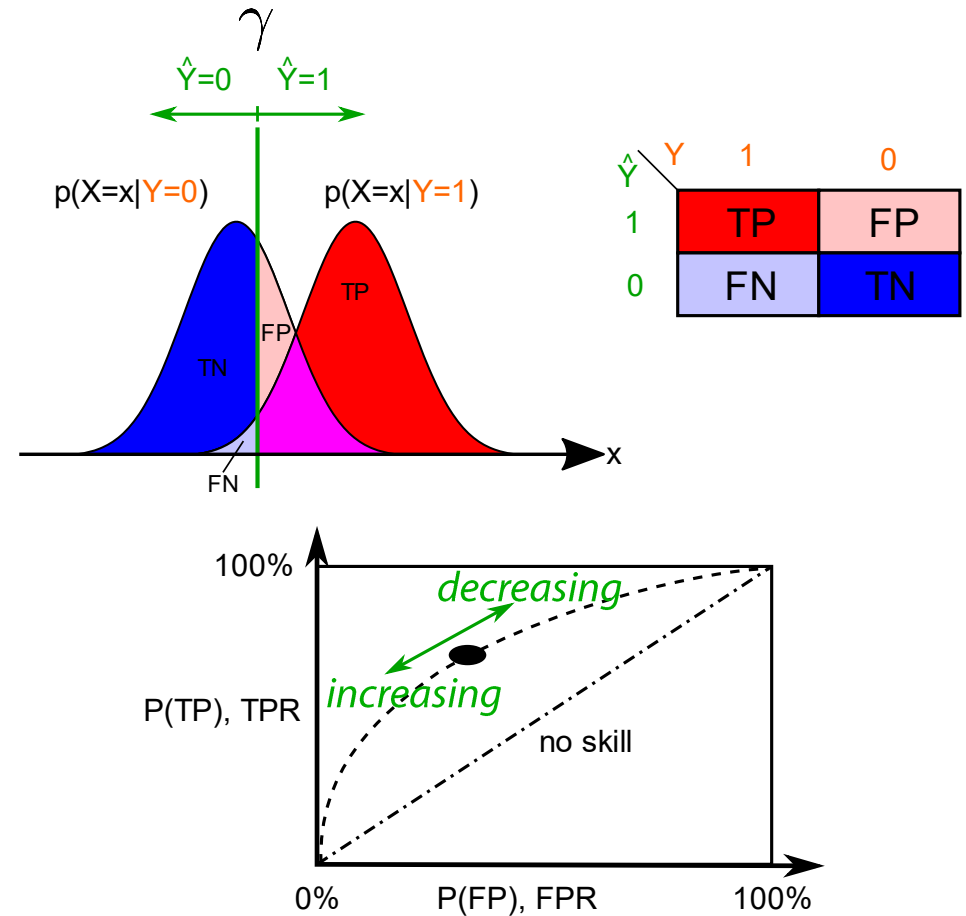 γ
Ŷ=0 Ŷ=1
p(X=x|Y=0) p(X=x|Y=1)
TN FP TP
FN
x
Ŷ Y 1 0
1 TP FP
0 FN TN
100%
decreasing
increasing
P(TP), TPR
no skill
0% P(FP), FPR 100%